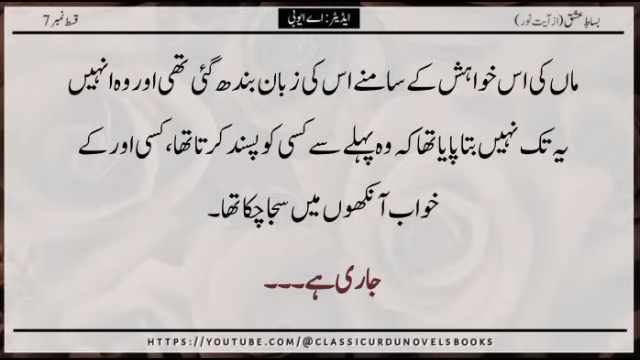 بساطِ عشق (از آیت نور)
ایڈیٹر: اے ایوبی
قسط نمبر 7
ماں کی اس خواہش کے سامنے اس کی زبان بندھ گئی تھی اور وہ انہیں
یہ تک نہیں بتا پایا تھا کہ وہ پہلے سے کسی کو پسند کرتا تھا، کسی اور کے
خواب آنکھوں میں سجا چکا تھا۔
جاری ہے۔۔۔
HTTPS://YOUTUBE.COM/@CLASSICURDUNOVELSBOOKS